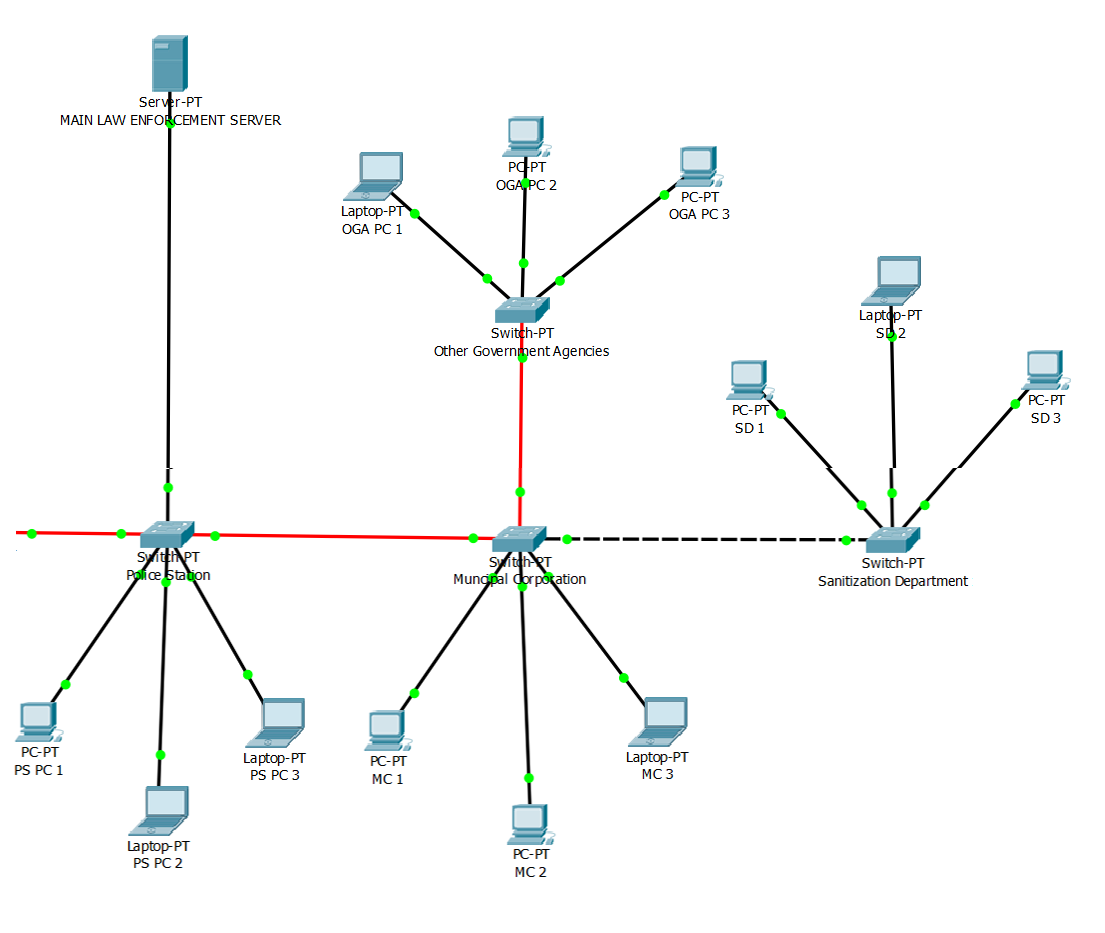 Server-PT
MAIN LAW ENFORCEMENT SERVER
PC-PT
OGA PC 2
Laptop-PT
OGA PC 1
PC-PT
OGA PC 3
Switch-PT
Other Government Agencies
Laptop-PT
SD 2
PC-PT
SD 1
PC-PT
SD 3
Switch-PT
Police Station
Switch-PT
Muncipal Corporation
Switch-PT
Sanitization Department
PC-PT
PS PC 1
Laptop-PT
PS PC 3
PC-PT
MC 1
Laptop-PT
MC 3
Laptop-PT
PS PC 2
PC-PT
MC 2